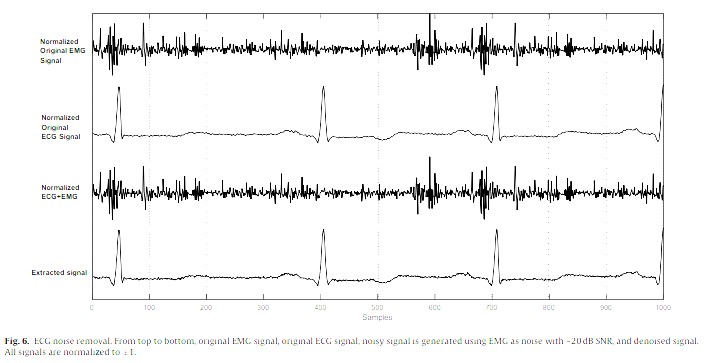 Normalized
Original EMG
Signal
Normalized
Original
ECG Signal
Normalized
ECG+EMG
Extracted signal
0 100 200 300 400 500 600 700 800 900 1000
Samples
Fig. 6. ECG noise removal. From top to bottom, original EMG signal, original ECG signal, noisy signal is generated using EMG as noise with −20 dB SNR, and denoised signal.
All signals are normalized to ±1.